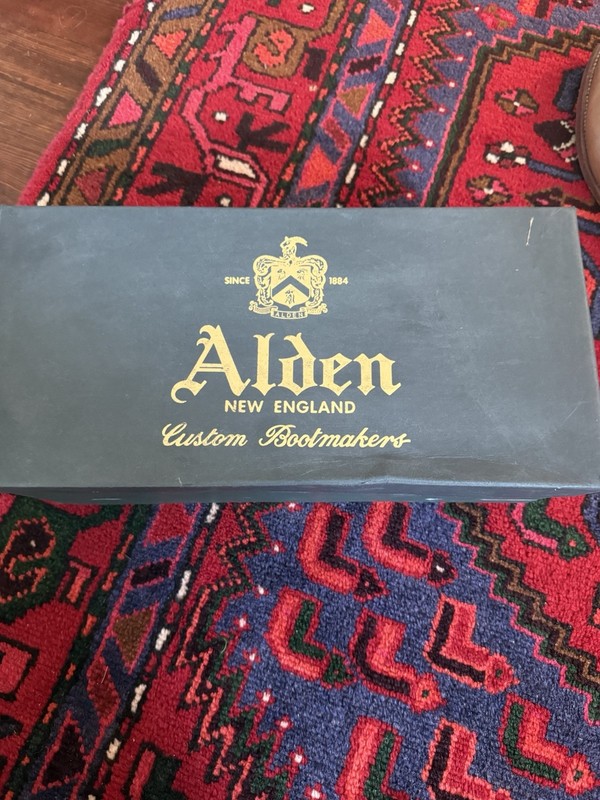 SINCE 1884
ALDEN
Alden
NEW ENGLAND
Custom Bootmakers